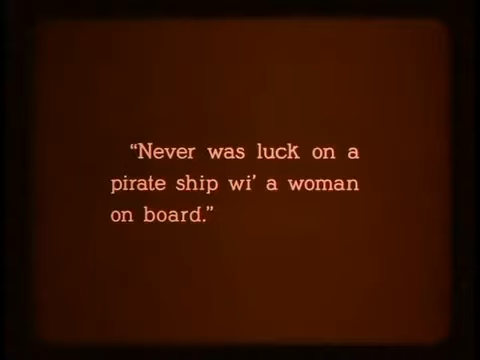 “Never was luck on a
pirate ship wi’ a woman
on board.”